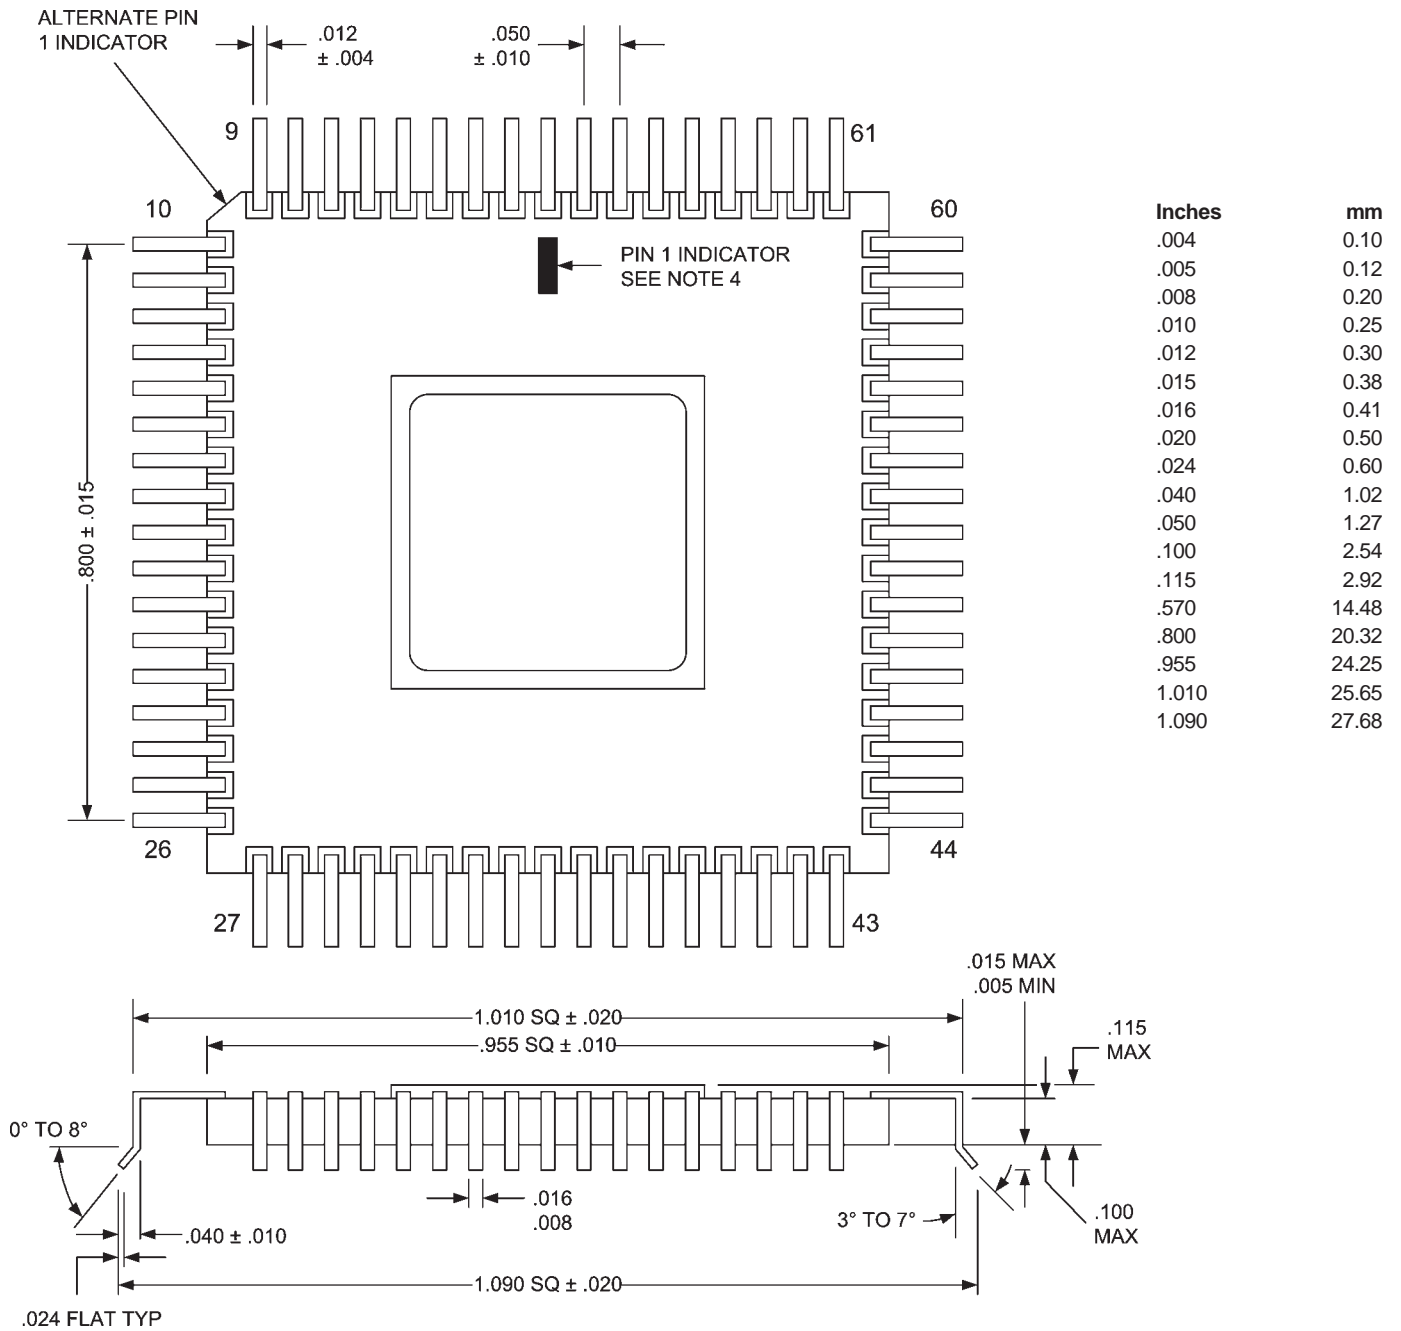 ALTERNATE PIN
1 INDICATOR
.012
± .004
.050
± .010
9
61
10
60
PIN 1 INDICATOR
SEE NOTE 4
.800 ± .015
26
44
27
43
Inches mm
.004 0.10
.005 0.12
.008 0.20
.010 0.25
.012 0.30
.015 0.38
.016 0.41
.020 0.50
.024 0.60
.040 1.02
.050 1.27
.100 2.54
.115 2.92
.570 14.48
.800 20.32
.955 24.25
1.010 25.65
1.090 27.68
.015 MAX
.005 MIN
1.010 SQ ± .020
.955 SQ ± .010
.115
MAX
0° TO 8°
.016
.008
3° TO 7°
.100
MAX
.040 ± .010
1.090 SQ ± .020
.024 FLAT TYP